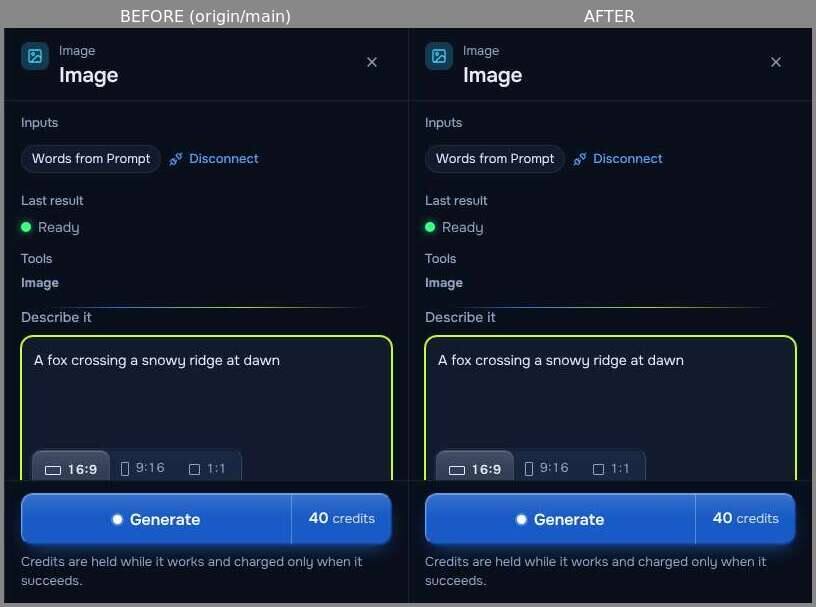 BEFORE (origin/main)
Image
Image
Inputs
Words from Prompt Disconnect
Last result
Ready
Tools
Image
Describe it
A fox crossing a snowy ridge at dawn
16:9 9:16 1:1
Generate 40 credits
Credits are held while it works and charged only when it
succeeds.
AFTER
Image
Image
Inputs
Words from Prompt Disconnect
Last result
Ready
Tools
Image
Describe it
A fox crossing a snowy ridge at dawn
16:9 9:16 1:1
Generate 40 credits
Credits are held while it works and charged only when it
succeeds.